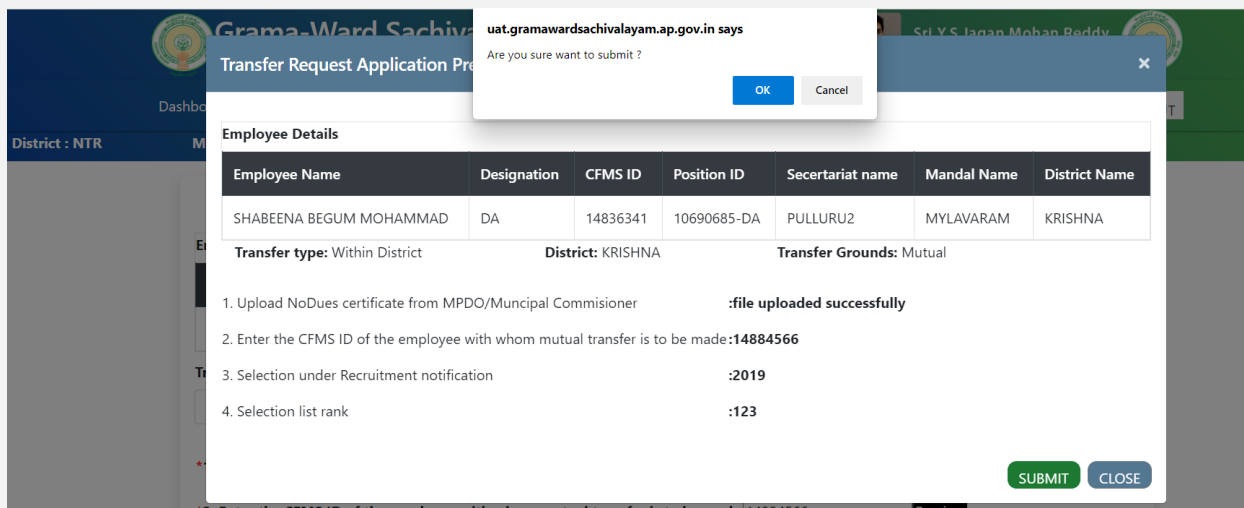 Grama-Ward Sachiva
uat.gramawardsachivalayam.ap.gov.in says
Are you sure want to submit ?
OK Cancel
Sri Y S Jagan Mohan Reddy
Transfer Request Application Pre
×
Dashbo
T
District : NTR
M
Employee Details
Employee Name Designation CFMS ID Position ID Secertariat name Mandal Name District Name
SHABEENA BEGUM MOHAMMAD DA 14836341 10690685-DA PULLURU2 MYLAVARAM KRISHNA
Transfer type: Within District District: KRISHNA Transfer Grounds: Mutual
1. Upload NoDues certificate from MPDO/Muncipal Commisioner :file uploaded successfully
2. Enter the CFMS ID of the employee with whom mutual transfer is to be made:14884566
3. Selection under Recruitment notification :2019
4. Selection list rank :123
SUBMIT CLOSE